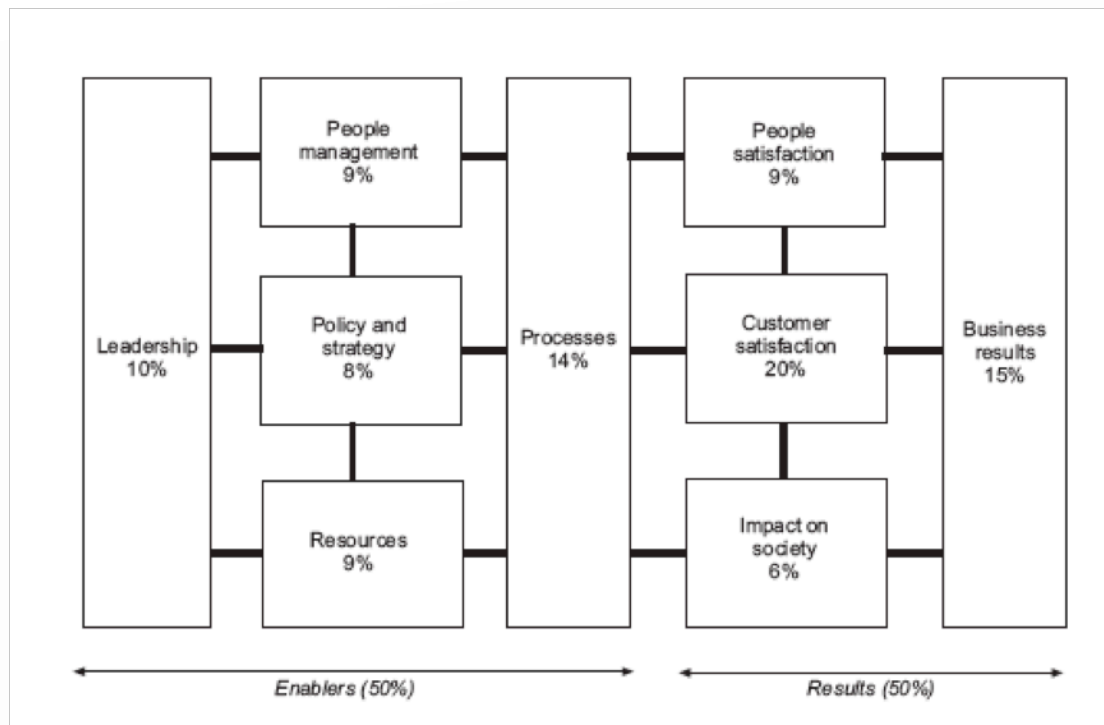 Leadership
10%
People
management
9%
Policy and
strategy
8%
Resources
9%
Processes
14%
People
satisfaction
9%
Customer
satisfaction
20%
Impact on
society
6%
Business
results
15%
Enablers (50%)
Results (50%)